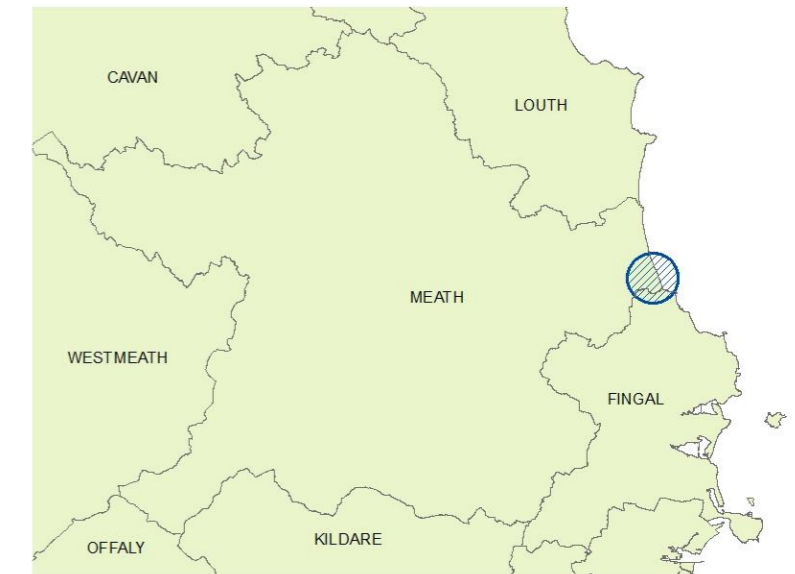 CAVAN
LOUTH
MEATH
WESTMEATH
FINGAL
KILDARE
OFFALY